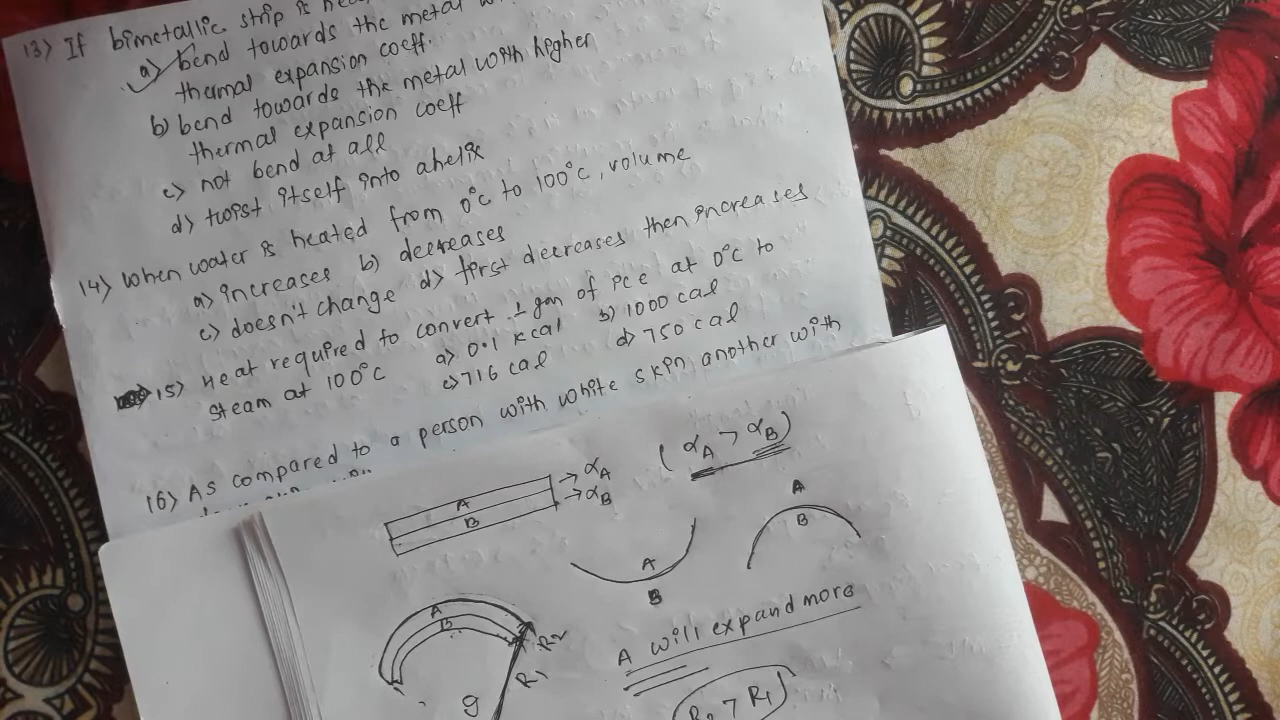 13) If bimetallic strip is
a) bend towards the metal
thermal expansion coeff.
b) bend towards the metal with higher
thermal expansion coeff
c) not bend at all
d) twist itself into a helix
14) When water is heated from 0°C to 100°C, volume
a) increases b) decreases
c) doesn't change d) first decreases then increases
15) Heat required to convert 1 gm of ice at 0°C to
steam at 100°C a) 0.1 kcal b) 1000 cal
c) 716 cal d) 750 cal
16) As compared to a person with white skin, another with
A
B
→ αA
→ αB
(αA > αB)
A
B
A
B
A
B
R2
R1
A will expand more
R2 > R1